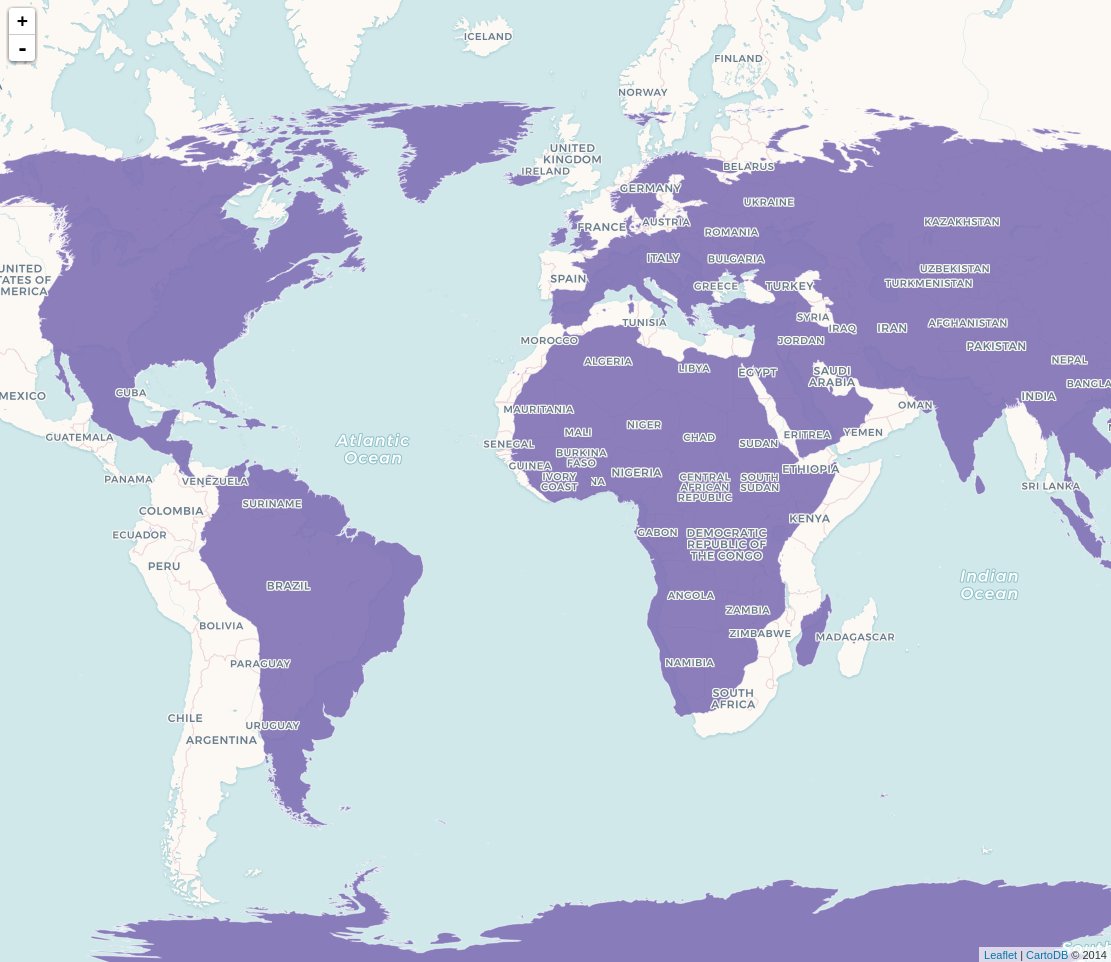 +
-
ICELAND
FINLAND
NORWAY
UNITED
KINGDOM
IRELAND
BELARUS
GERMANY
UKRAINE
FRANCE
AUSTRIA
ROMANIA
KAZAKHSTAN
ITALY
BULGARIA
UNITED
TATES OF
MERICA
SPAIN
GREECE
TURKEY
UZBEKISTAN
TURKMENISTAN
TUNISIA
SYRIA
IRAQ
IRAN
AFGHANISTAN
MOROCCO
JORDAN
PAKISTAN
ALGERIA
LIBYA
EGYPT
SAUDI
ARABIA
NEPAL
BANGLA
MEXICO
CUBA
INDIA
MAURITANIA
OMAN
MALI
NIGER
CHAD
SUDAN
ERITREA
YEMEN
GUATEMALA
Atlantic
Ocean
SENEGAL
BURKINA
FASO
GUINEA
IVORY
COAST
NA
NIGERIA
CENTRAL
AFRICAN
REPUBLIC
SOUTH
SUDAN
ETHIOPIA
PANAMA
VENEZUELA
SRI LANKA
SURINAME
COLOMBIA
KENYA
ECUADOR
GABON
DEMOCRATIC
REPUBLIC OF
THE CONGO
PERU
BRAZIL
Indian
Ocean
ANGOLA
ZAMBIA
BOLIVIA
ZIMBABWE
MADAGASCAR
PARAGUAY
NAMIBIA
SOUTH
AFRICA
CHILE
URUGUAY
ARGENTINA
Leaflet | CartoDB © 2014